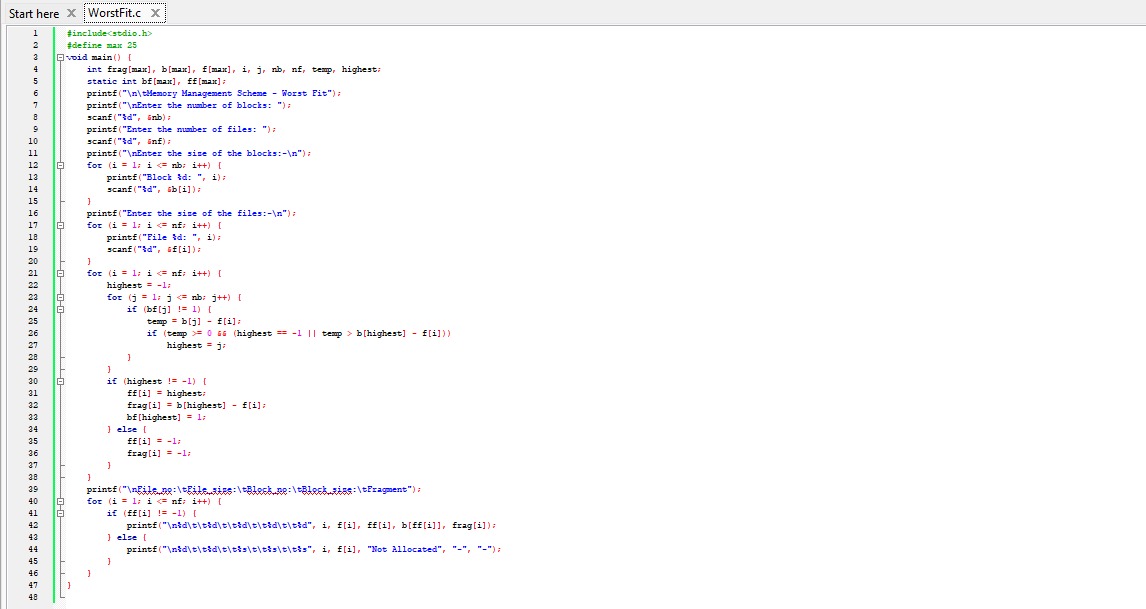 Start here X WorstFit.c X
1 #include<stdio.h>
2 #define max 25
3 void main() {
4 int frag[max], b[max], f[max], i, j, nb, nf, temp, highest;
5 static int bf[max], ff[max];
6 printf("\n\tMemory Management Scheme - Worst Fit");
7 printf("\nEnter the number of blocks: ");
8 scanf("%d", &nb);
9 printf("Enter the number of files: ");
10 scanf("%d", &nf);
11 printf("\nEnter the size of the blocks:-\n");
12 for (i = 1; i <= nb; i++) {
13 printf("Block %d: ", i);
14 scanf("%d", &b[i]);
15 }
16 printf("Enter the size of the files:-\n");
17 for (i = 1; i <= nf; i++) {
18 printf("File %d: ", i);
19 scanf("%d", &f[i]);
20 }
21 for (i = 1; i <= nf; i++) {
22 highest = -1;
23 for (j = 1; j <= nb; j++) {
24 if (bf[j] != 1) {
25 temp = b[j] - f[i];
26 if (temp >= 0 && (highest == -1 || temp > b[highest] - f[i]))
27 highest = j;
28 }
29 }
30 if (highest != -1) {
31 ff[i] = highest;
32 frag[i] = b[highest] - f[i];
33 bf[highest] = 1;
34 } else {
35 ff[i] = -1;
36 frag[i] = -1;
37 }
38 }
39 printf("\nFile_no:\tFile_size:\tBlock_no:\tBlock_size:\tFragment");
40 for (i = 1; i <= nf; i++) {
41 if (ff[i] != -1) {
42 printf("\n%d\t\t%d\t\t%d\t\t%d\t\t%d", i, f[i], ff[i], b[ff[i]], frag[i]);
43 } else {
44 printf("\n%d\t\t%d\t\t%s\t\t%s\t\t%s", i, f[i], "Not Allocated", "-", "-");
45 }
46 }
47 }
48